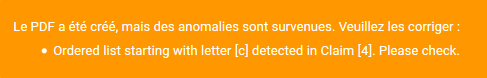 Le PDF a été créé, mais des anomalies sont survenues. Veuillez les corriger :
• Ordered list starting with letter [c] detected in Claim [4]. Please check.